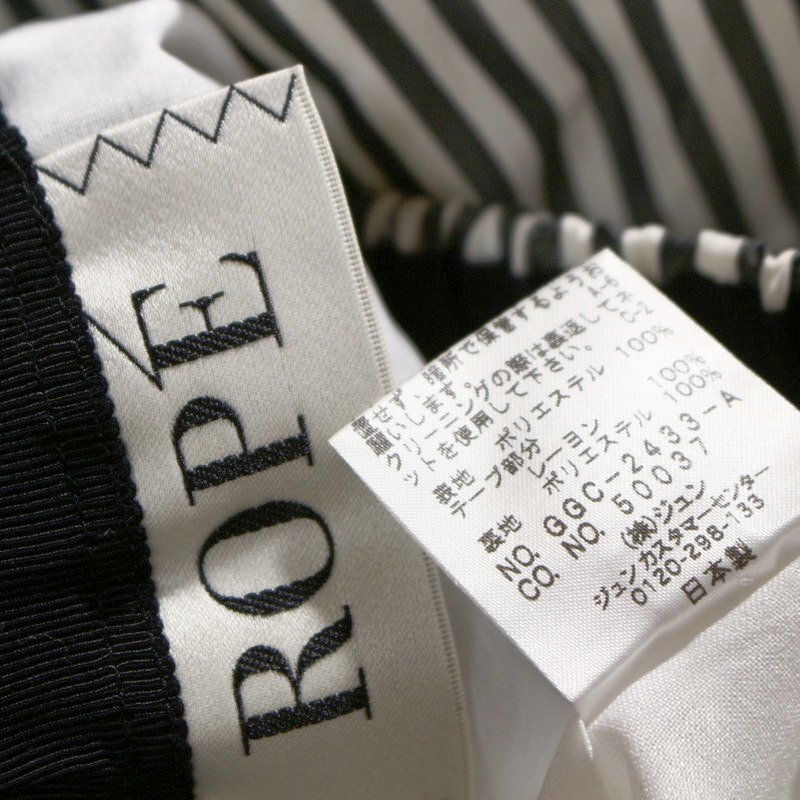 ROPÉ
置せず、暗所で保管するようお
願いします。
クリーニングの際は裏返してネ
ットを使用して下さい。
表地 ポリエステル 100%
テープ部分
レーヨン 100%
裏地 ポリエステル 100%
NO. GGC-2433-A
CO. NO. 50037
(株)ジュン
ジュンカスタマーセンター
0120-298-133
日本製